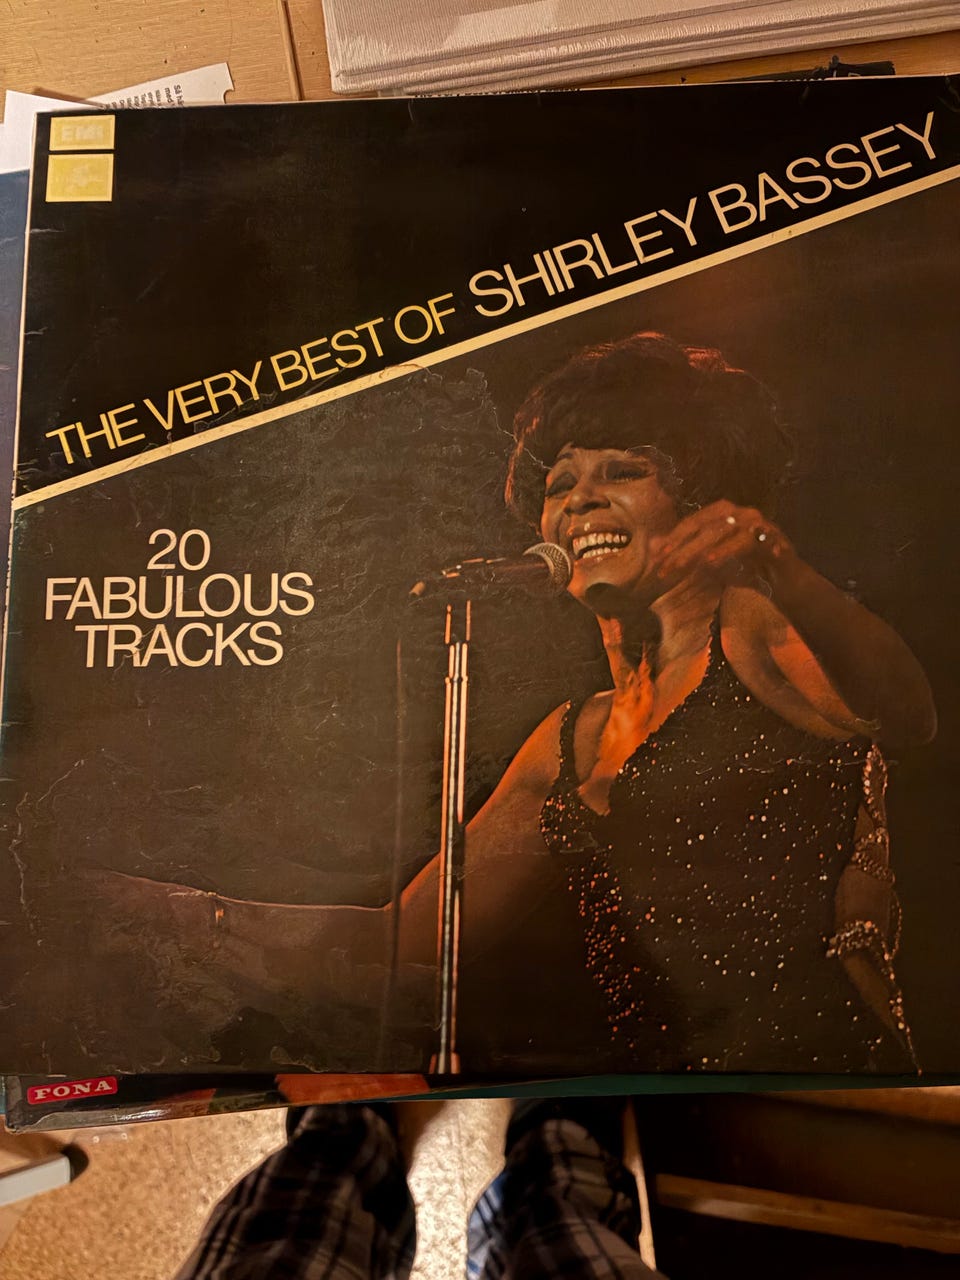 EMI
THE VERY BEST OF SHIRLEY BASSEY
20
FABULOUS
TRACKS
FONA